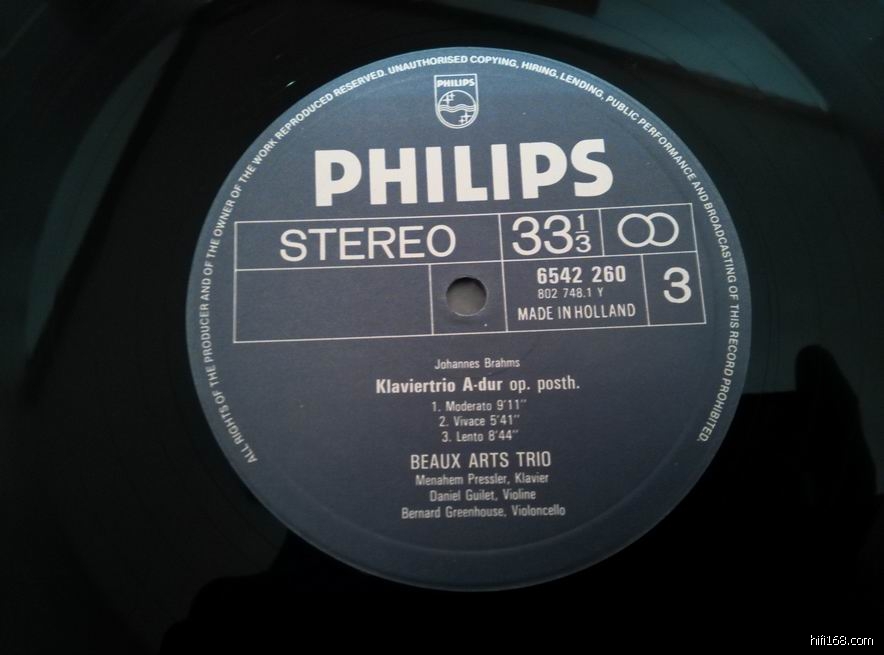 ALL RIGHTS OF THE PRODUCER AND OF THE OWNER OF THE WORK REPRODUCED RESERVED. UNAUTHORISED COPYING, HIRING, LENDING, PUBLIC PERFORMANCE AND BROADCASTING OF THIS RECORD PROHIBITED.
PHILIPS
PHILIPS
STEREO
33 1/3
6542 260
802 748.1 Y
MADE IN HOLLAND
3
Johannes Brahms
Klaviertrio A-dur op. posth.
1. Moderato 9'11"
2. Vivace 5'41"
3. Lento 8'44"
BEAUX ARTS TRIO
Menahem Pressler, Klavier
Daniel Guilet, Violine
Bernard Greenhouse, Violoncello
hifi168.com